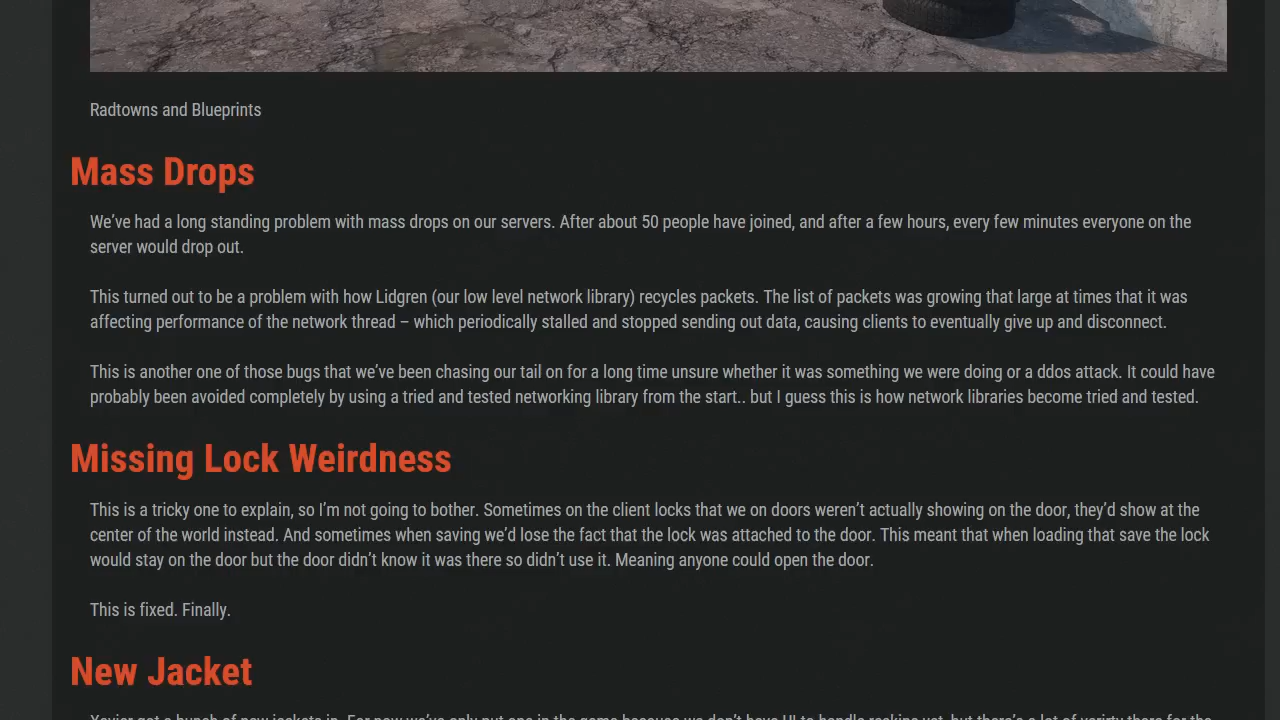 Radtowns and Blueprints
Mass Drops
We’ve had a long standing problem with mass drops on our servers. After about 50 people have joined, and after a few hours, every few minutes everyone on the
server would drop out.
This turned out to be a problem with how Lidgren (our low level network library) recycles packets. The list of packets was growing that large at times that it was
affecting performance of the network thread – which periodically stalled and stopped sending out data, causing clients to eventually give up and disconnect.
This is another one of those bugs that we’ve been chasing our tail on for a long time unsure whether it was something we were doing or a ddos attack. It could have
probably been avoided completely by using a tried and tested networking library from the start.. but I guess this is how network libraries become tried and tested.
Missing Lock Weirdness
This is a tricky one to explain, so I’m not going to bother. Sometimes on the client locks that we on doors weren’t actually showing on the door, they’d show at the
center of the world instead. And sometimes when saving we’d lose the fact that the lock was attached to the door. This meant that when loading that save the lock
would stay on the door but the door didn’t know it was there so didn’t use it. Meaning anyone could open the door.
This is fixed. Finally.
New Jacket